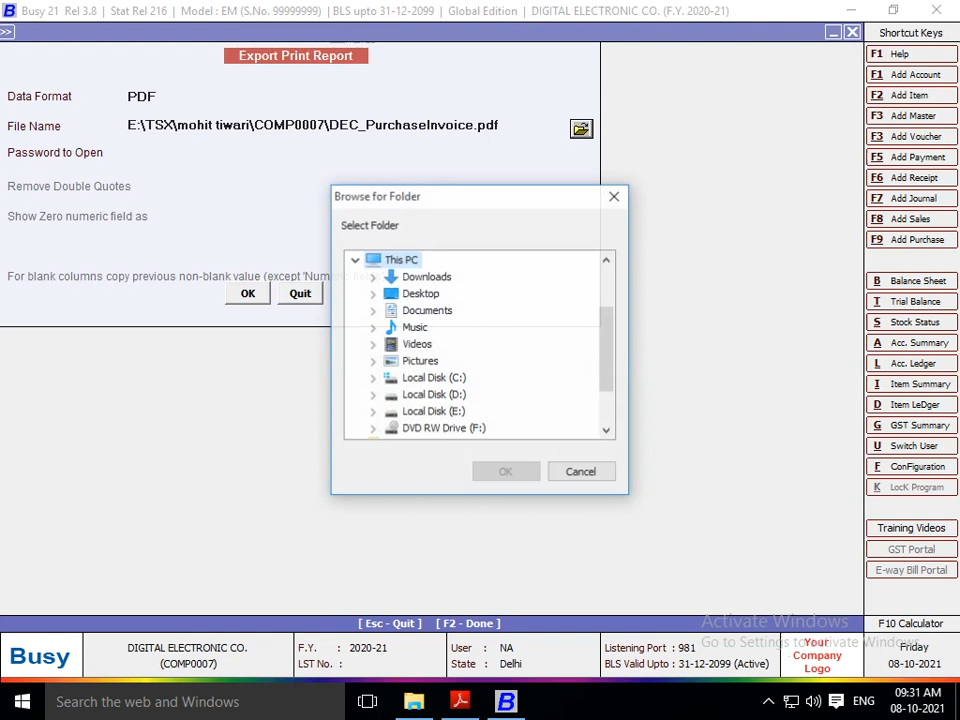 Busy 21 Rel 3.8 | Stat Rel 216 | Model : EM (S.No. 99999999) | BLS upto 31-12-2099 | Global Edition | DIGITAL ELECTRONIC CO. (F.Y. 2020-21)
>>
Export Print Report
Data Format PDF
File Name E:\TSX\mohit tiwari\COMP0007\DEC_PurchaseInvoice.pdf
Password to Open
Remove Double Quotes
Show Zero numeric field as
For blank columns copy previous non-blank value (except 'Num
OK Quit
Browse for Folder
Select Folder
This PC
Downloads
Desktop
Documents
Music
Videos
Pictures
Local Disk (C:)
Local Disk (D:)
Local Disk (E:)
DVD RW Drive (F:)
OK Cancel
Shortcut Keys
F1 Help
F1 Add Account
F2 Add Item
F3 Add Master
F3 Add Voucher
F5 Add Payment
F6 Add Receipt
F7 Add Journal
F8 Add Sales
F9 Add Purchase
B Balance Sheet
T Trial Balance
S Stock Status
A Acc. Summary
L Acc. Ledger
I Item Summary
D Item LeDger
G GST Summary
U Switch User
F ConFiguration
K LocK Program
Training Videos
GST Portal
E-way Bill Portal
F10 Calculator
[ Esc - Quit ] [ F2 - Done ]
Activate Windows
Go to Settings to activate Windows.
Busy
DIGITAL ELECTRONIC CO.
(COMP0007)
F.Y. : 2020-21
LST No. :
User : NA
State : Delhi
Listening Port : 981
BLS Valid Upto : 31-12-2099 (Active)
Your
Company
Logo
Friday
08-10-2021
Search the web and Windows
ENG
09:31 AM
08-10-2021